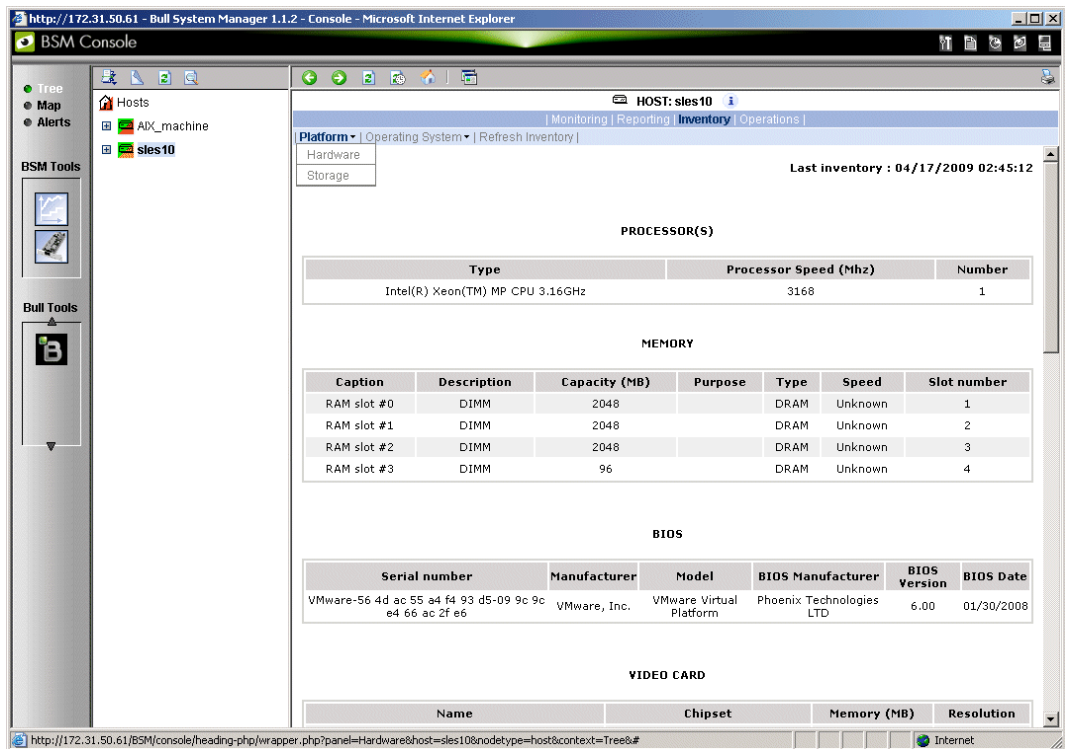 http://172.31.50.61 - Bull System Manager 1.1.2 - Console - Microsoft Internet Explorer
BSM Console
Tree
Map
Alerts
BSM Tools
Bull Tools
B
Hosts
AIX_machine
sles10
HOST: sles10 i
| Monitoring | Reporting | Inventory | Operations |
| Platform | Operating System | Refresh Inventory |
Hardware
Storage
Last inventory : 04/17/2009 02:45:12
PROCESSOR(S)
Type Processor Speed (Mhz) Number
Intel(R) Xeon(TM) MP CPU 3.16GHz 3168 1
MEMORY
Caption Description Capacity (MB) Purpose Type Speed Slot number
RAM slot #0 DIMM 2048 DRAM Unknown 1
RAM slot #1 DIMM 2048 DRAM Unknown 2
RAM slot #2 DIMM 2048 DRAM Unknown 3
RAM slot #3 DIMM 96 DRAM Unknown 4
BIOS
Serial number Manufacturer Model BIOS Manufacturer BIOS Version BIOS Date
VMware-56 4d ac 55 a4 f4 93 d5-09 9c 9c e4 66 ac 2f e6 VMware, Inc. VMware Virtual Platform Phoenix Technologies LTD 6.00 01/30/2008
VIDEO CARD
Name Chipset Memory (MB) Resolution
http://172.31.50.61/BSM/console/heading-php/wrapper.php?panel=Hardware&host=sles10&nodetype=host&context=Tree&# Internet